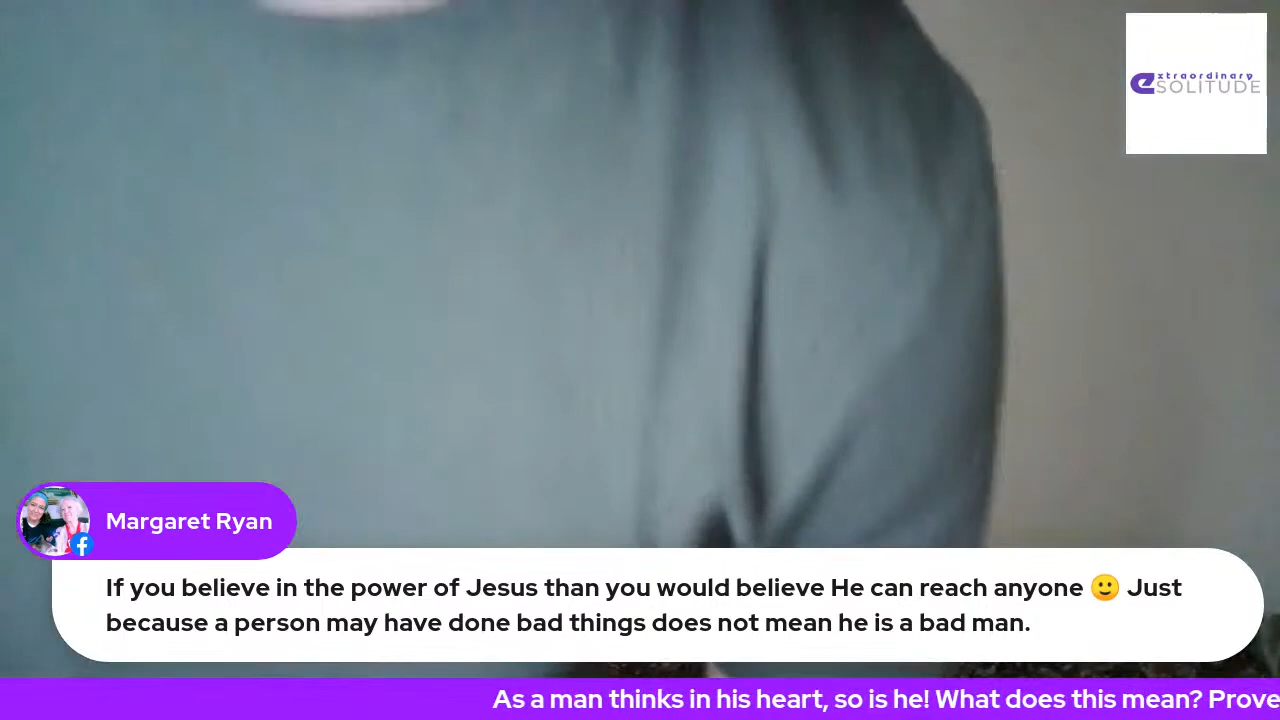 extraordinary
SOLITUDE
Margaret Ryan
If you believe in the power of Jesus than you would believe He can reach anyone 🙂 Just
because a person may have done bad things does not mean he is a bad man.
As a man thinks in his heart, so is he! What does this mean? Prove